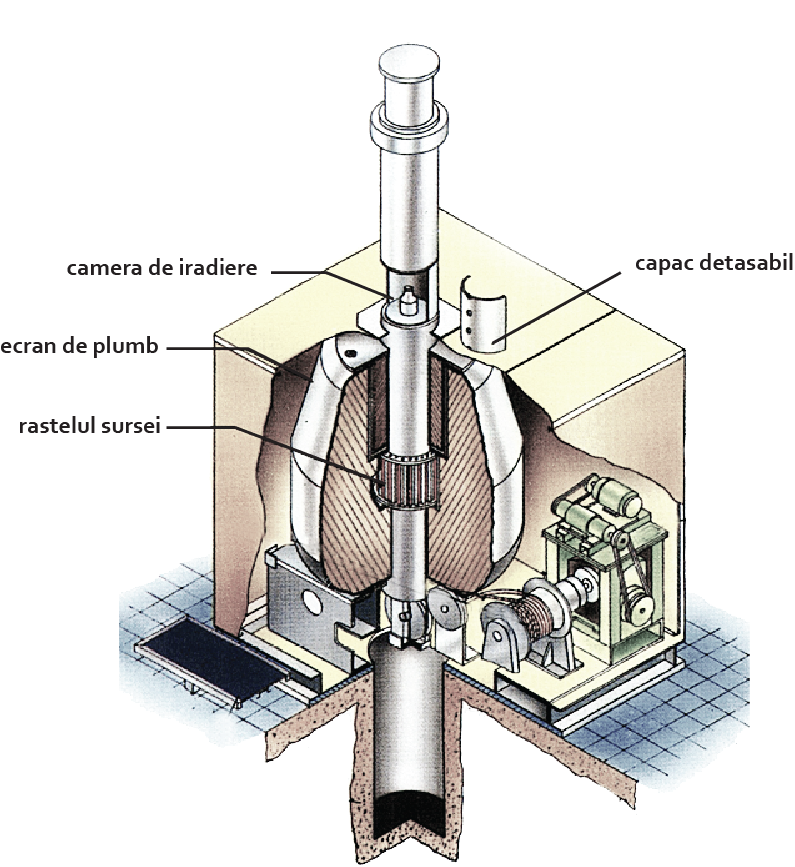 capac detasabil
camera de iradiere
ecran de plumb
rastelul sursei